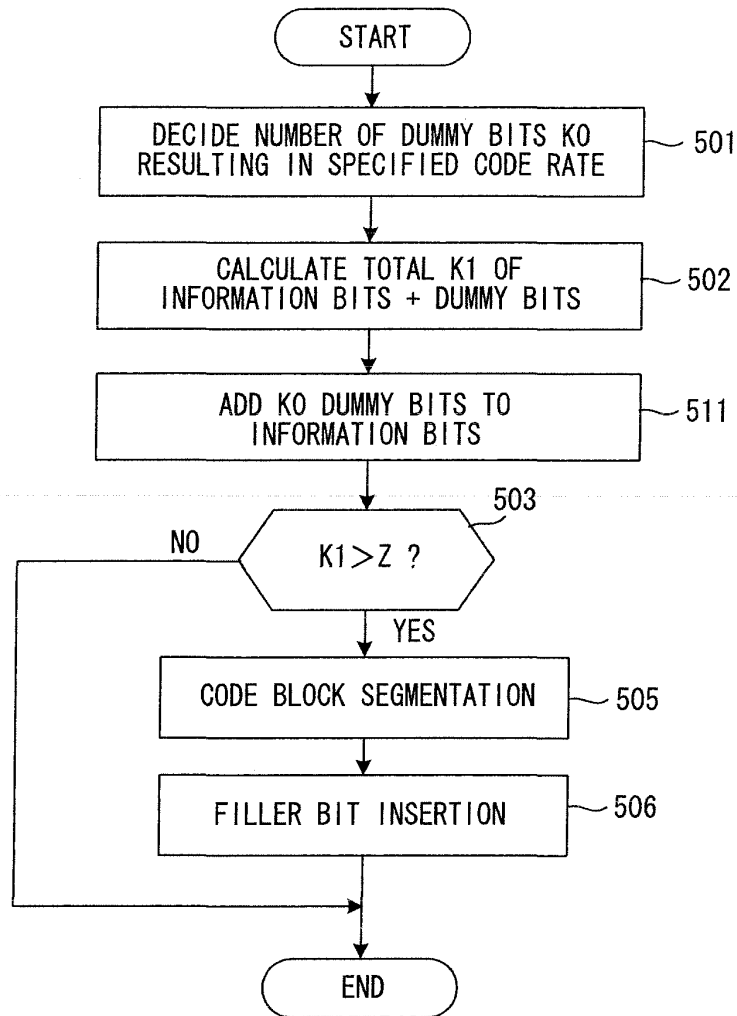 START
DECIDE NUMBER OF DUMMY BITS K0
RESULTING IN SPECIFIED CODE RATE
501
CALCULATE TOTAL K1 OF
INFORMATION BITS + DUMMY BITS
502
ADD K0 DUMMY BITS TO
INFORMATION BITS
511
503
NO
K1>Z ?
YES
CODE BLOCK SEGMENTATION
505
FILLER BIT INSERTION
506
END